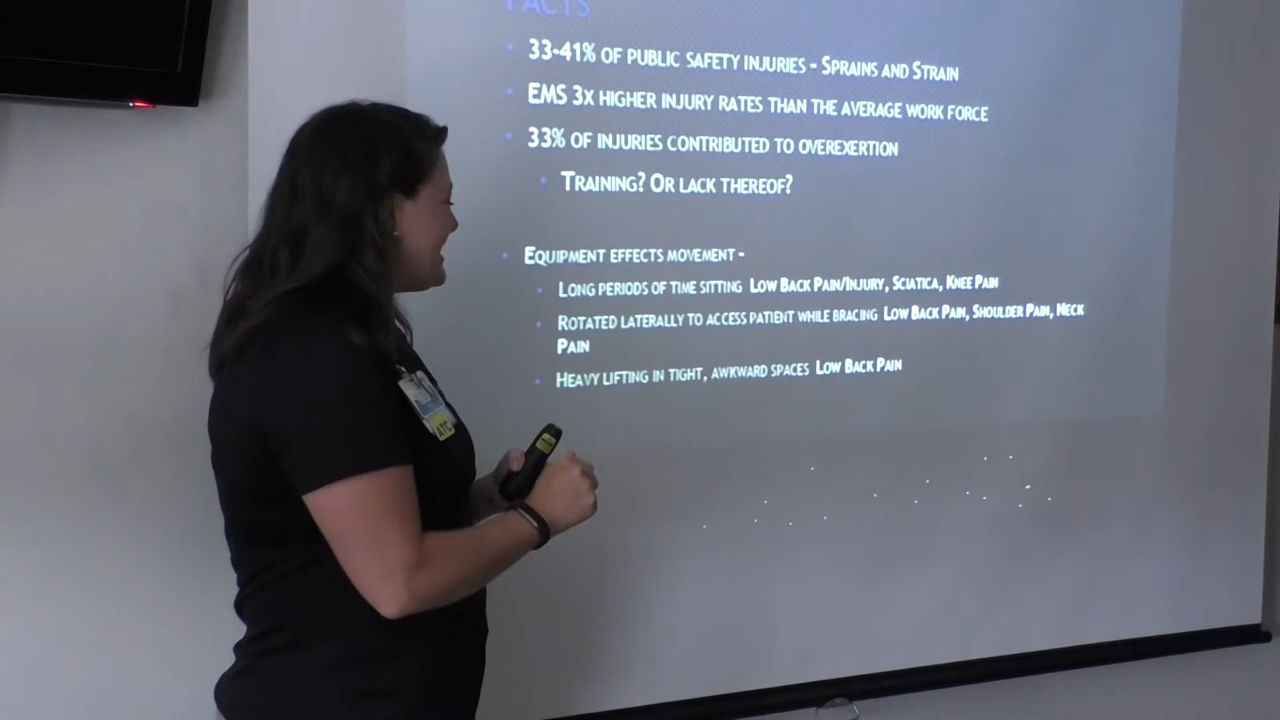 FACTS
33-41% OF PUBLIC SAFETY INJURIES - SPRAINS AND STRAIN
EMS 3X HIGHER INJURY RATES THAN THE AVERAGE WORK FORCE
33% OF INJURIES CONTRIBUTED TO OVEREXERTION
TRAINING? OR LACK THEREOF?
EQUIPMENT EFFECTS MOVEMENT -
LONG PERIODS OF TIME SITTING LOW BACK PAIN/INJURY, SCIATICA, KNEE PAIN
ROTATED LATERALLY TO ACCESS PATIENT WHILE BRACING LOW BACK PAIN, SHOULDER PAIN, NECK
PAIN
HEAVY LIFTING IN TIGHT, AWKWARD SPACES LOW BACK PAIN
ATC